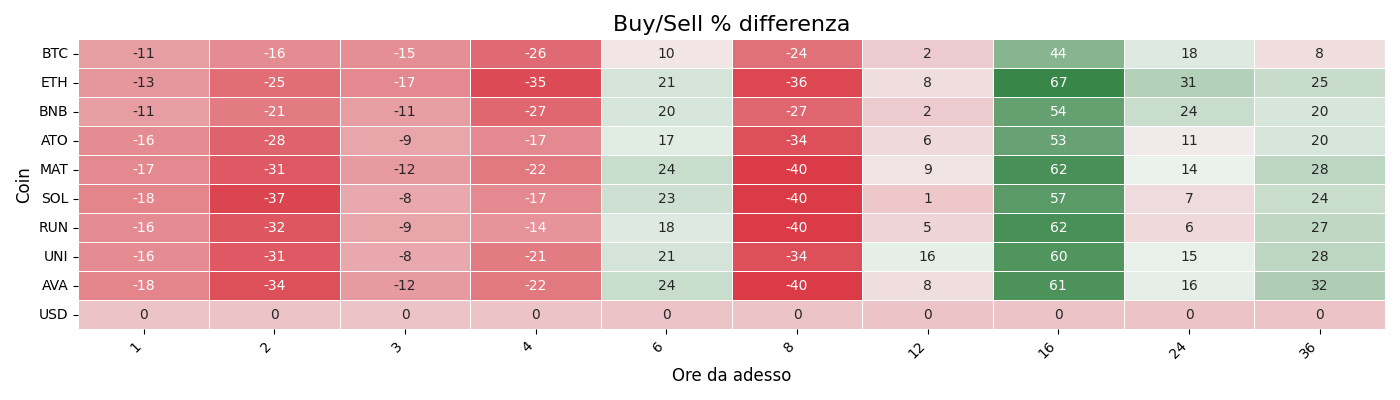 Buy/Sell % differenza
Coin
BTC -11 -16 -15 -26 10 -24 2 44 18 8
ETH -13 -25 -17 -35 21 -36 8 67 31 25
BNB -11 -21 -11 -27 20 -27 2 54 24 20
ATO -16 -28 -9 -17 17 -34 6 53 11 20
MAT -17 -31 -12 -22 24 -40 9 62 14 28
SOL -18 -37 -8 -17 23 -40 1 57 7 24
RUN -16 -32 -9 -14 18 -40 5 62 6 27
UNI -16 -31 -8 -21 21 -34 16 60 15 28
AVA -18 -34 -12 -22 24 -40 8 61 16 32
USD 0 0 0 0 0 0 0 0 0 0
1 2 3 4 6 8 12 16 24 36
Ore da adesso